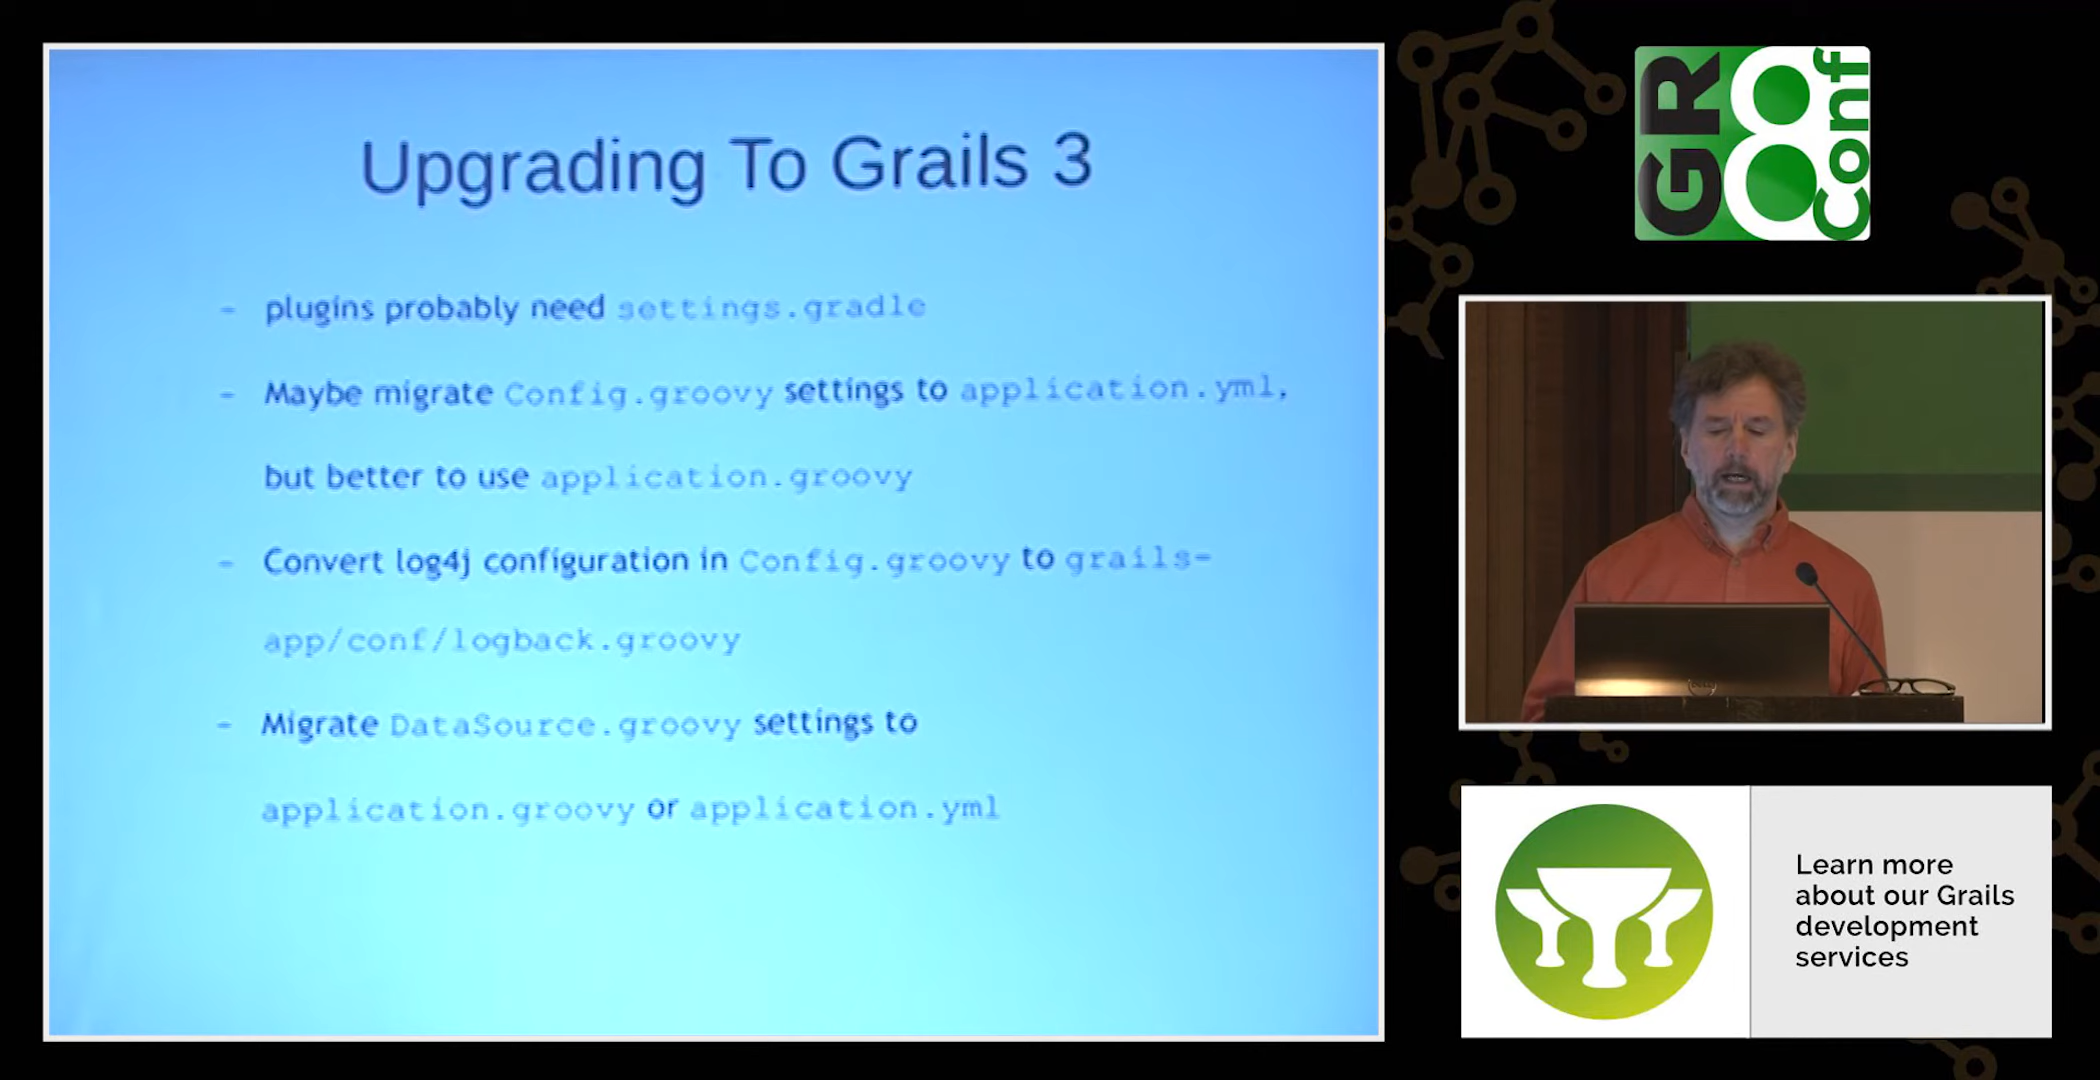 Upgrading To Grails 3
- plugins probably need settings.gradle
- Maybe migrate Config.groovy settings to application.yml,
but better to use application.groovy
- Convert log4j configuration in Config.groovy to grails-
app/conf/logback.groovy
- Migrate DataSource.groovy settings to
application.groovy or application.yml
GR8Conf
Learn more
about our Grails
development
services